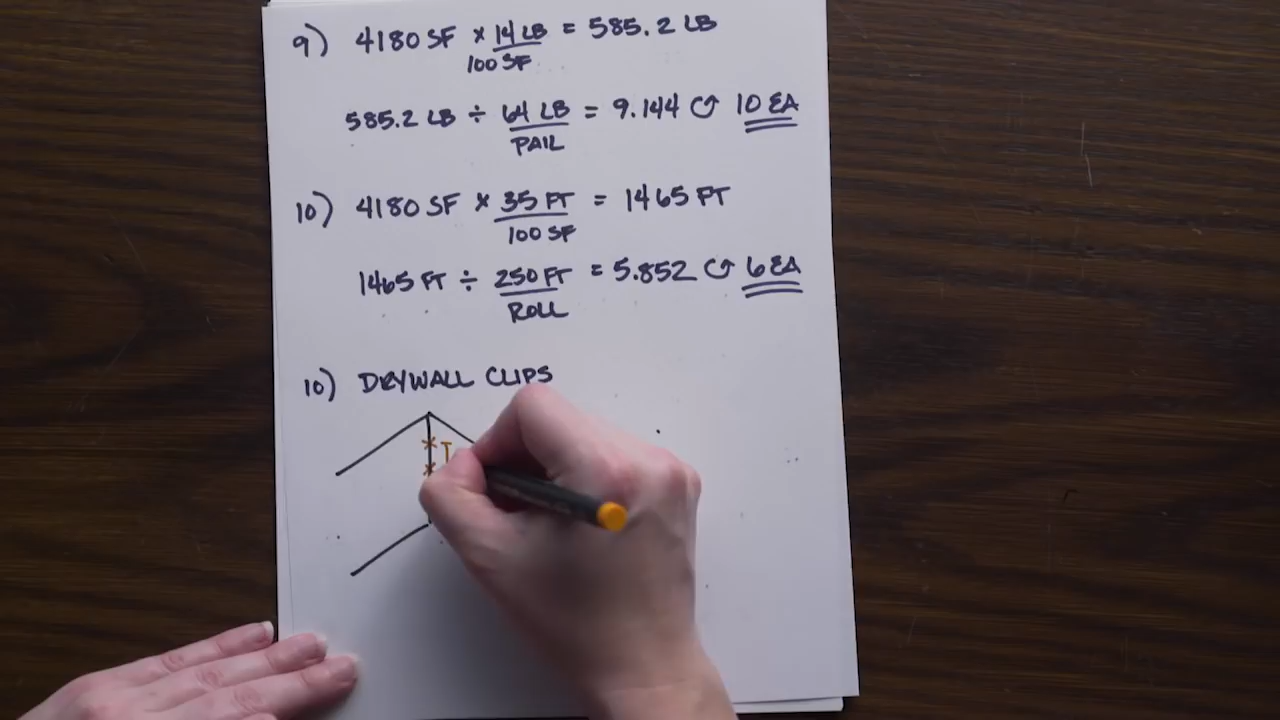 9) 4180 SF × 14 LB = 585.2 LB
100 SF
585.2 LB ÷ 64 LB = 9.144 10 EA
PAIL
10) 4180 SF × 35 FT = 1465 FT
100 SF
1465 FT ÷ 250 FT = 5.852 6 EA
ROLL
10) DRYWALL CLIPS